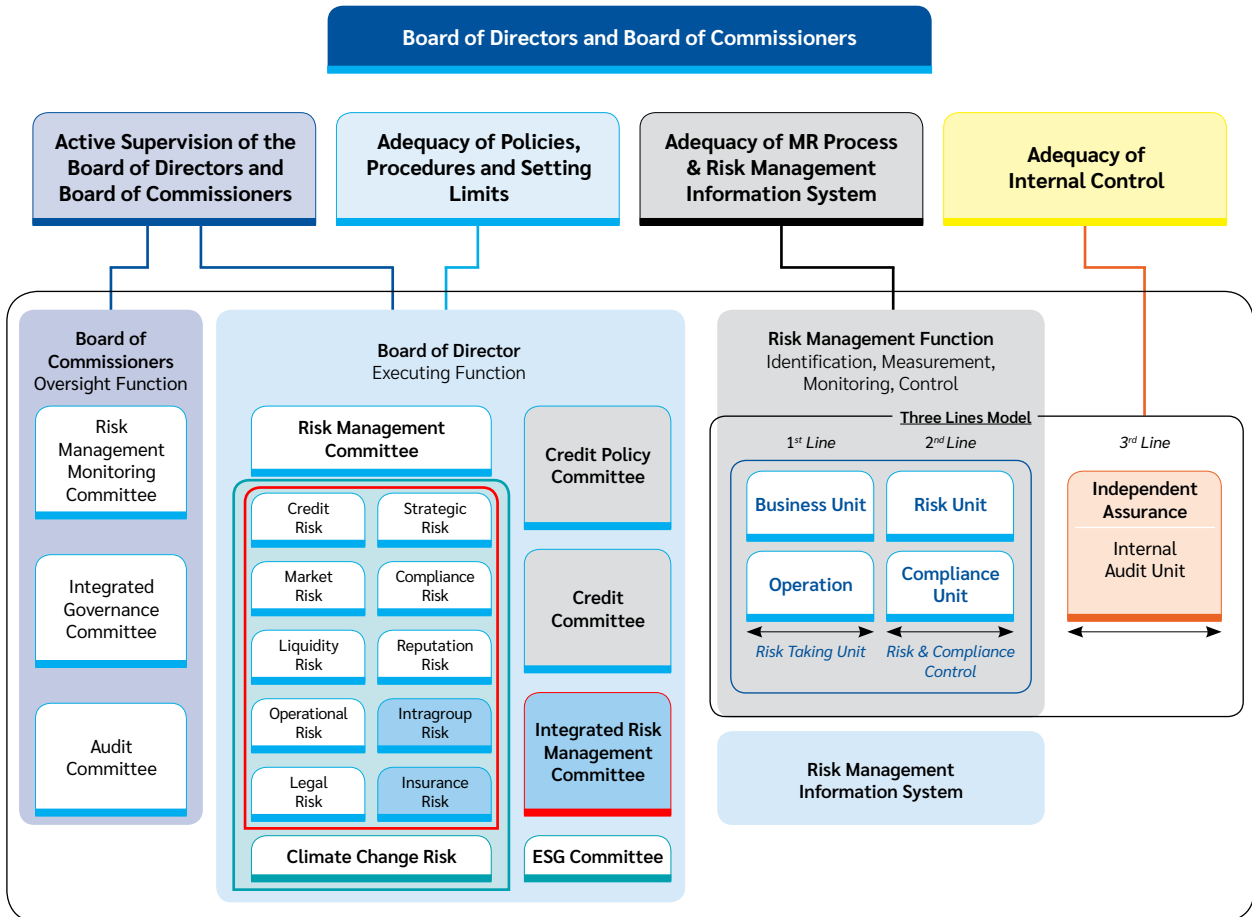 Board of Directors and Board of Commissioners
Active Supervision of the
Board of Directors and
Board of Commissioners
Adequacy of Policies,
Procedures and Setting
Limits
Adequacy of MR Process
& Risk Management
Information System
Adequacy of
Internal Control
Board of
Commissioners
Oversight Function
Risk
Management
Monitoring
Committee
Integrated
Governance
Committee
Audit
Committee
Board of Director
Executing Function
Risk Management
Committee
Credit
Risk
Strategic
Risk
Market
Risk
Compliance
Risk
Liquidity
Risk
Reputation
Risk
Operational
Risk
Intragroup
Risk
Legal
Risk
Insurance
Risk
Climate Change Risk
Credit Policy
Committee
Credit
Committee
Integrated Risk
Management
Committee
ESG Committee
Risk Management Function
Identification, Measurement,
Monitoring, Control
Three Lines Model
1st Line
2nd Line
3rd Line
Business Unit
Risk Unit
Operation
Compliance
Unit
Risk Taking Unit
Risk & Compliance
Control
Independent
Assurance
Internal
Audit Unit
Risk Management
Information System